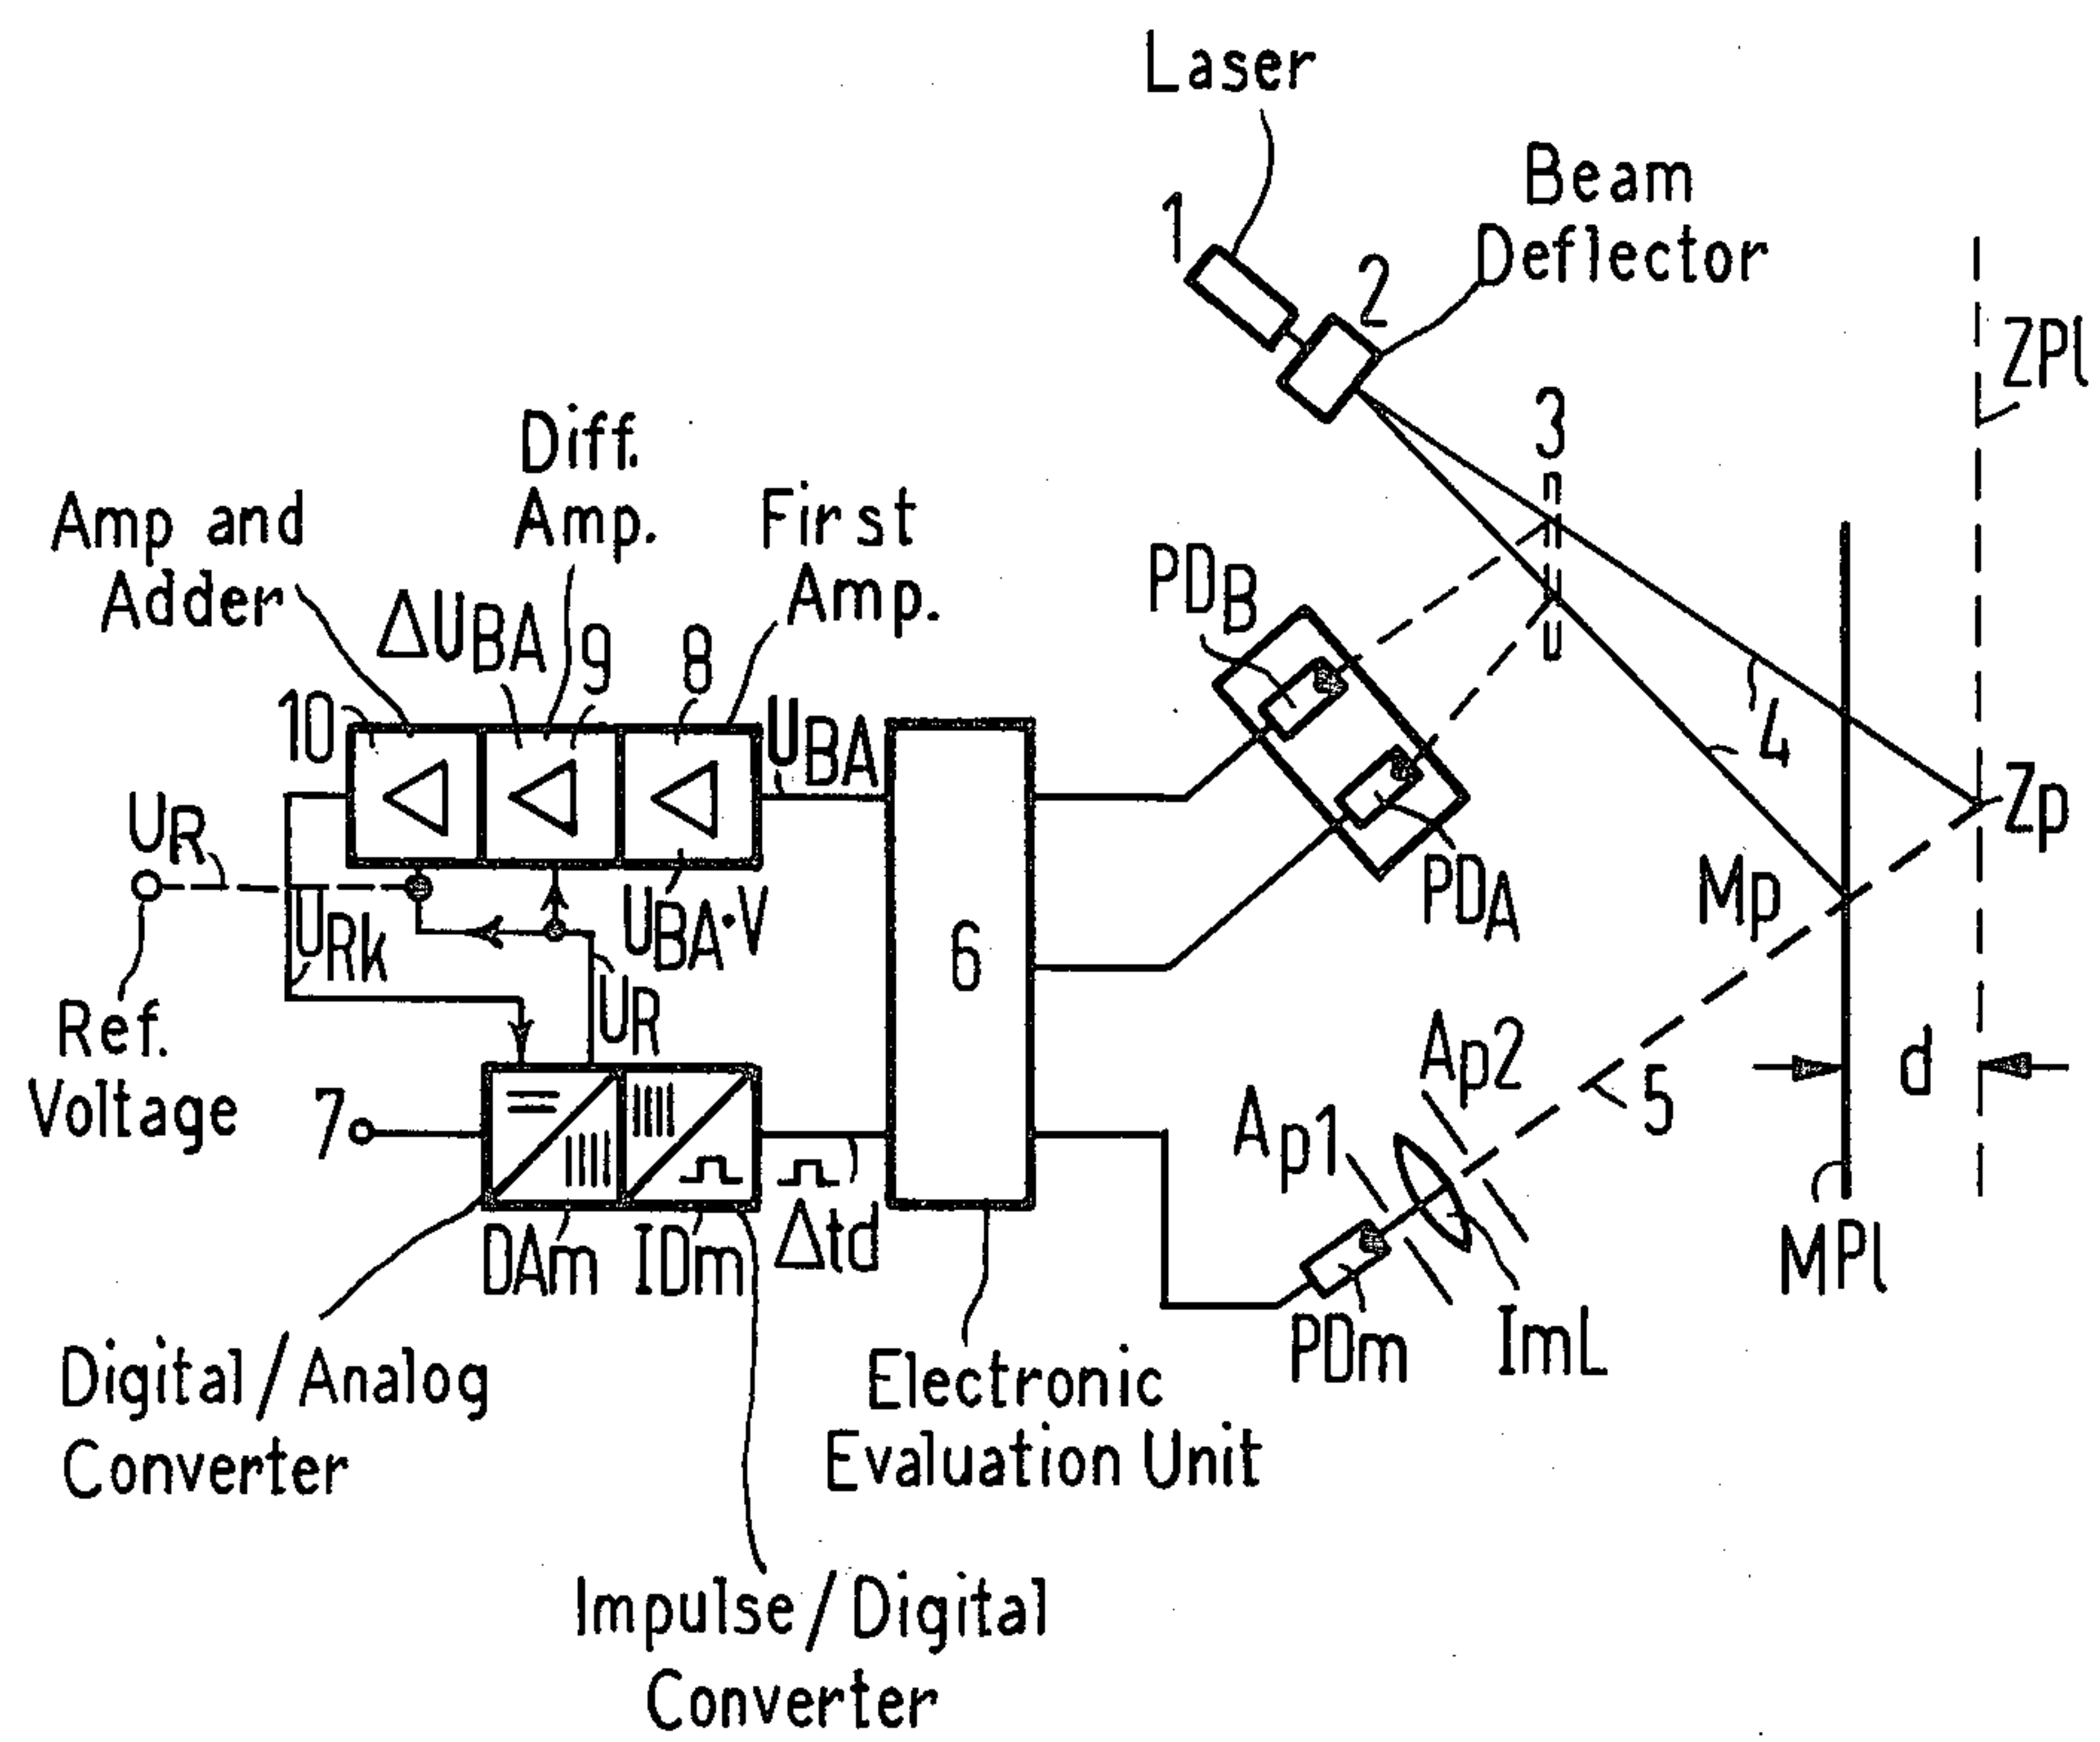 Laser
Beam
Deflector
1
2
3
ZPl
Diff.
Amp.
First
Amp.
Amp and
Adder
PDB
ΔUBA
9
8
10
UBA
4
Zp
UR
PDA
Mp
URk
UBA·V
6
UR
Ref.
Voltage
7
Ap2
Ap1
5
d
DAm
IDm
Δtd
MPl
PDm
ImL
Digital/Analog
Converter
Electronic
Evaluation Unit
Impulse/Digital
Converter